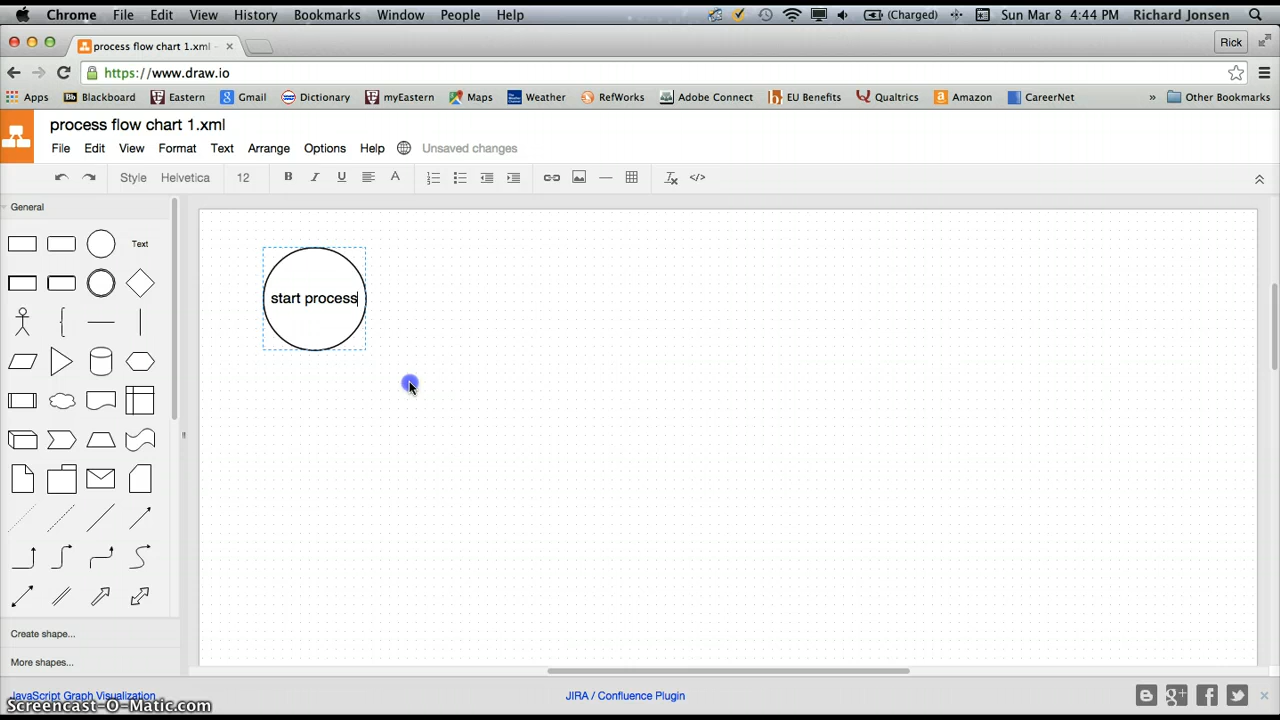 Chrome File Edit View History Bookmarks Window People Help (Charged) Sun Mar 8 4:44 PM Richard Jonsen
process flow chart 1.xml - Rick
https://www.draw.io
Apps Bb Blackboard Eastern Gmail Dictionary myEastern Maps Weather RefWorks Adobe Connect EU Benefits Qualtrics Amazon CareerNet » Other Bookmarks
process flow chart 1.xml
File Edit View Format Text Arrange Options Help Unsaved changes
Style Helvetica 12 B I U A </>
General
Text
start process
Create shape...
More shapes...
JavaScript Graph Visualization JIRA / Confluence Plugin
Screencast-O-Matic.com